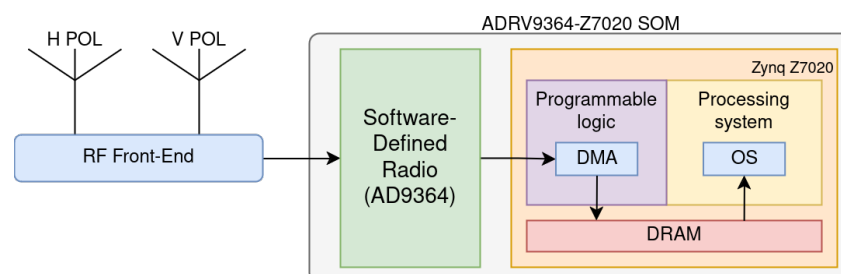 ADRV9364-Z7020 SOM
H POL
V POL
Zynq Z7020
Programmable
logic
Processing
system
Software-
Defined
Radio
(AD9364)
RF Front-End
DMA
OS
DRAM